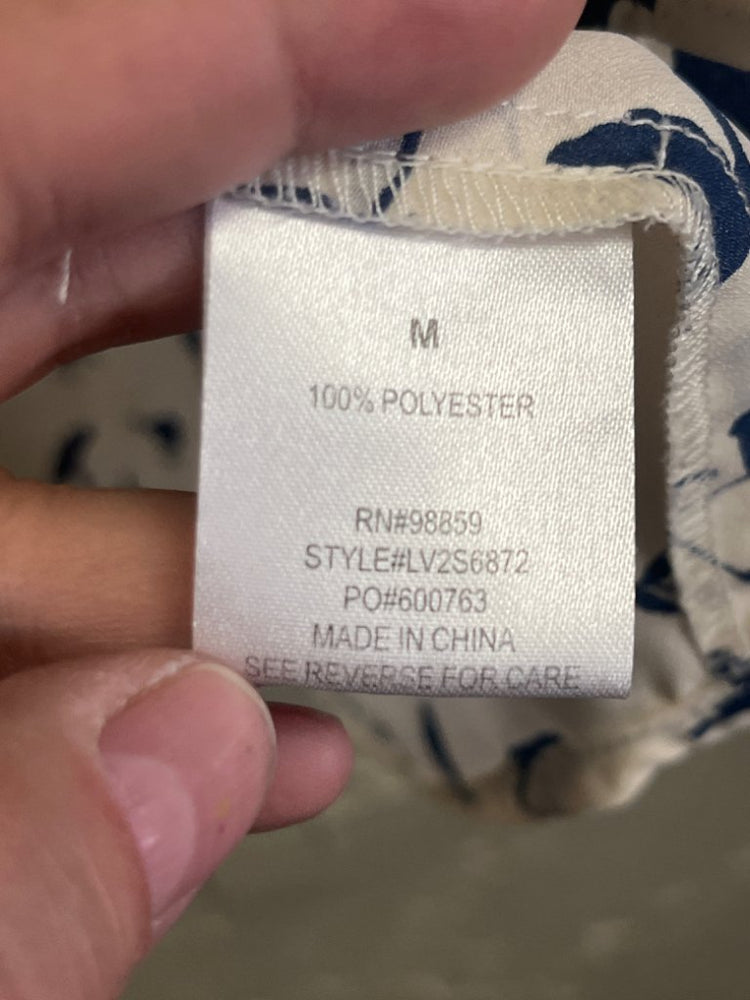 M
100% POLYESTER
RN#98859
STYLE#LV2S6872
PO#600763
MADE IN CHINA
SEE REVERSE FOR CARE